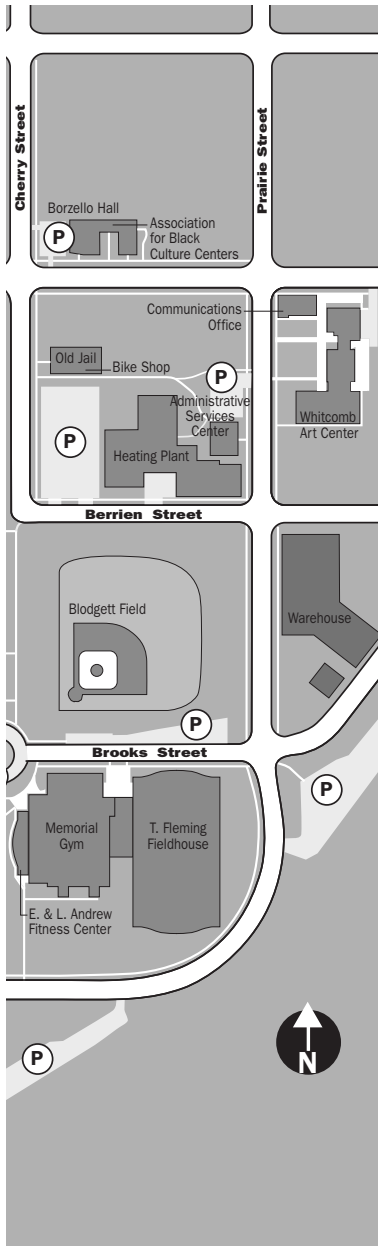 Cherry Street
Prairie Street
Borzello Hall
P
Association
for Black
Culture Centers
Communications
Office
Old Jail
Bike Shop
P
Administrative
Services
Center
P
Heating Plant
Whitcomb
Art Center
Berrien Street
Blodgett Field
Warehouse
P
Brooks Street
P
Memorial
Gym
T. Fleming
Fieldhouse
E. & L. Andrew
Fitness Center
P
N